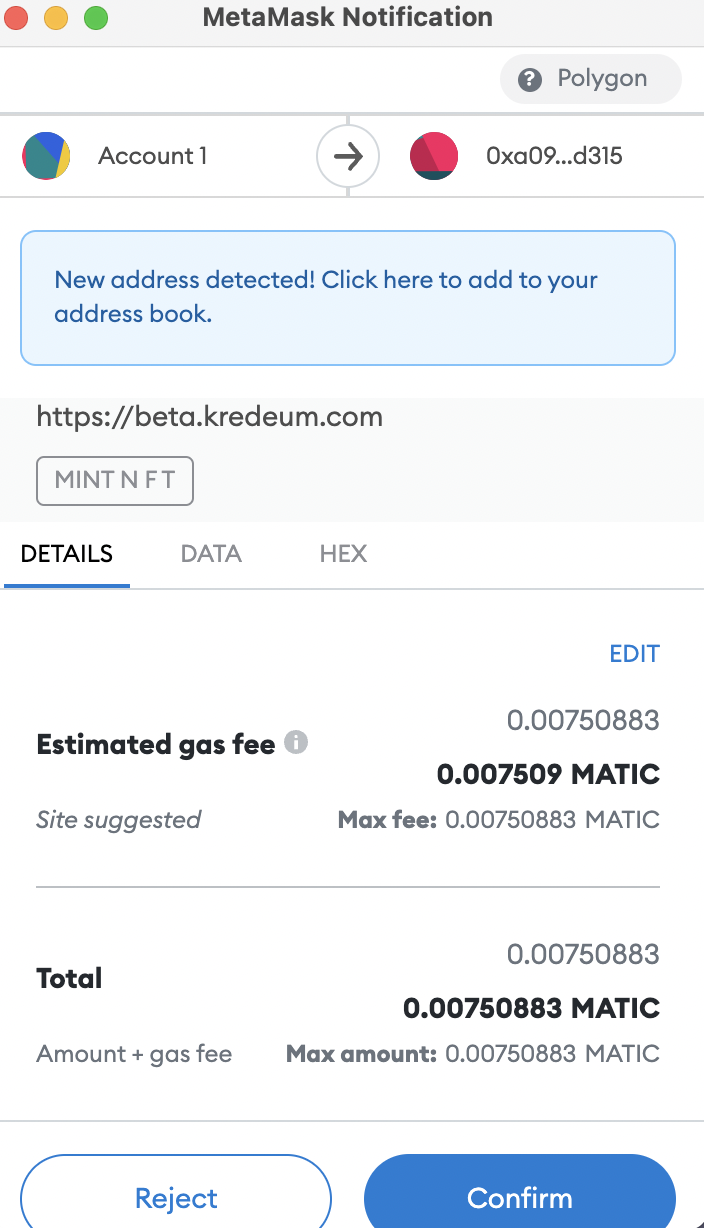 MetaMask Notification
? Polygon
Account 1
0xa09...d315
New address detected! Click here to add to your
address book.
https://beta.kredeum.com
MINT N F T
DETAILS DATA HEX
EDIT
0.00750883
Estimated gas fee i
0.007509 MATIC
Site suggested Max fee: 0.00750883 MATIC
0.00750883
Total
0.00750883 MATIC
Amount + gas fee Max amount: 0.00750883 MATIC
Reject Confirm